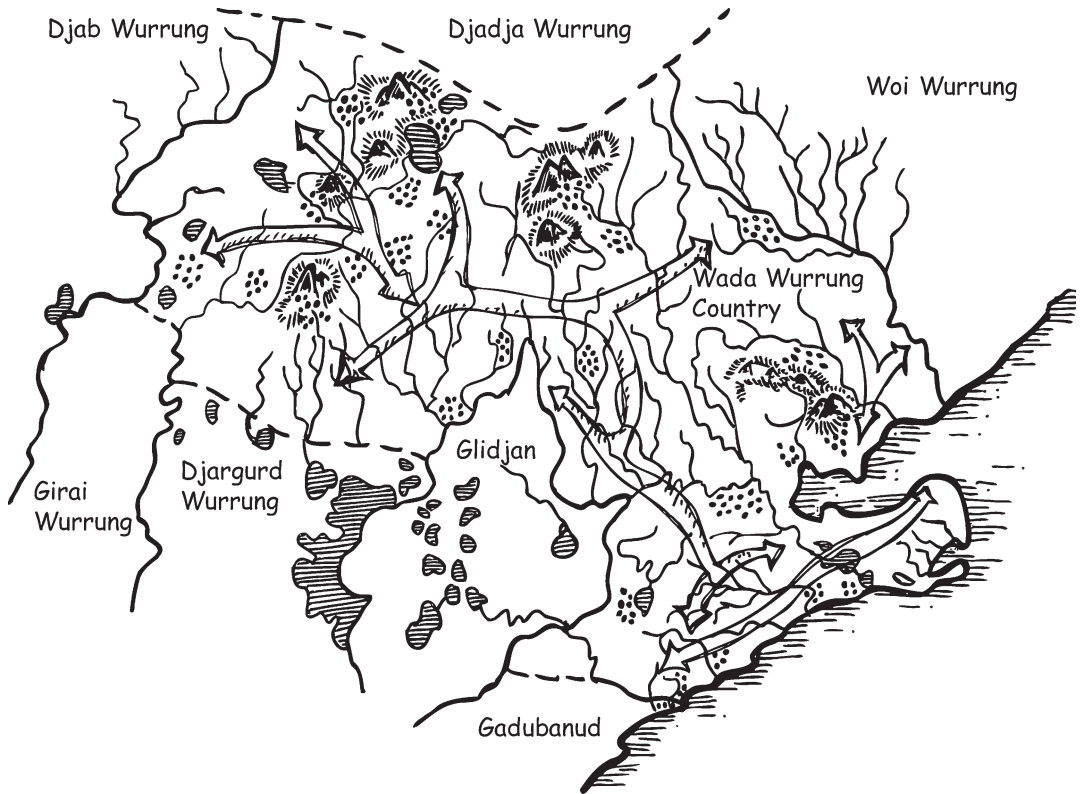 Djab Wurrung
Djadja Wurrung
Woi Wurrung
Wada Wurrung
Country
Glidjan
Djargurd
Wurrung
Girai
Wurrung
Gadubanud